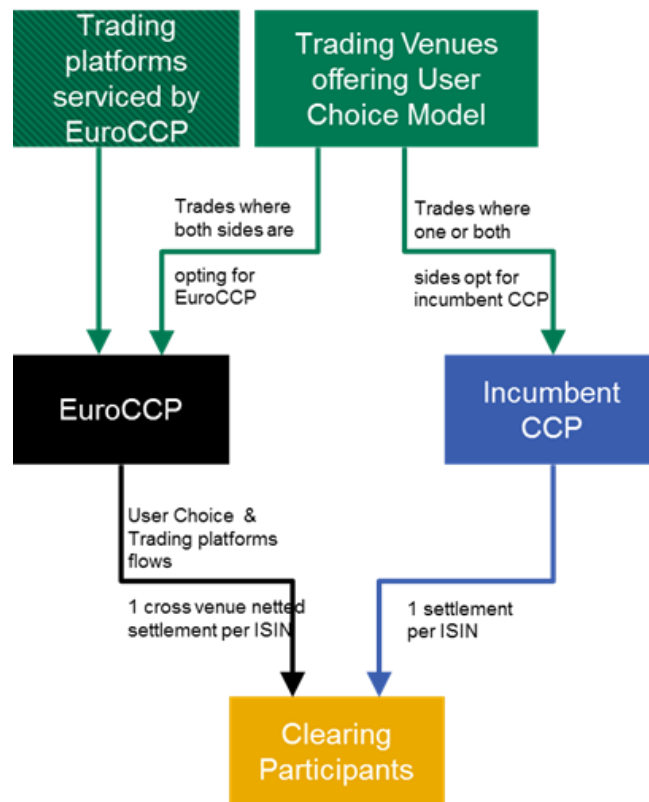 Trading
platforms
serviced by
EuroCCP
Trading Venues
offering User
Choice Model
Trades where
both sides are
opting for
EuroCCP
Trades where
one or both
sides opt for
incumbent CCP
EuroCCP
Incumbent
CCP
User Choice &
Trading platforms
flows
1 cross venue netted
settlement per ISIN
1 settlement
per ISIN
Clearing
Participants